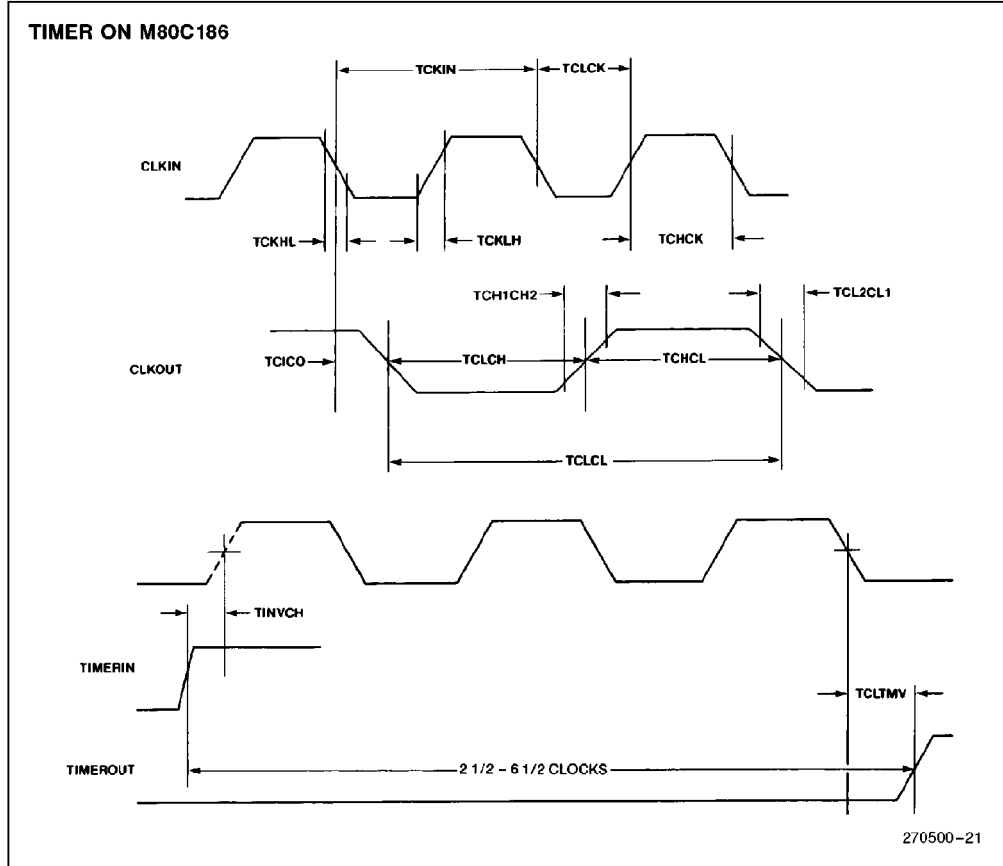 TIMER ON M80C186
TCKIN
TCLCK
CLKIN
TCKHL
TCKLH
TCHCK
TCH1CH2
TCL2CL1
TCICO
TCLCH
TCHCL
CLKOUT
TCLCL
TINVCH
TIMERIN
TCLTMV
TIMEROUT
2 1/2 – 6 1/2 CLOCKS
270500–21